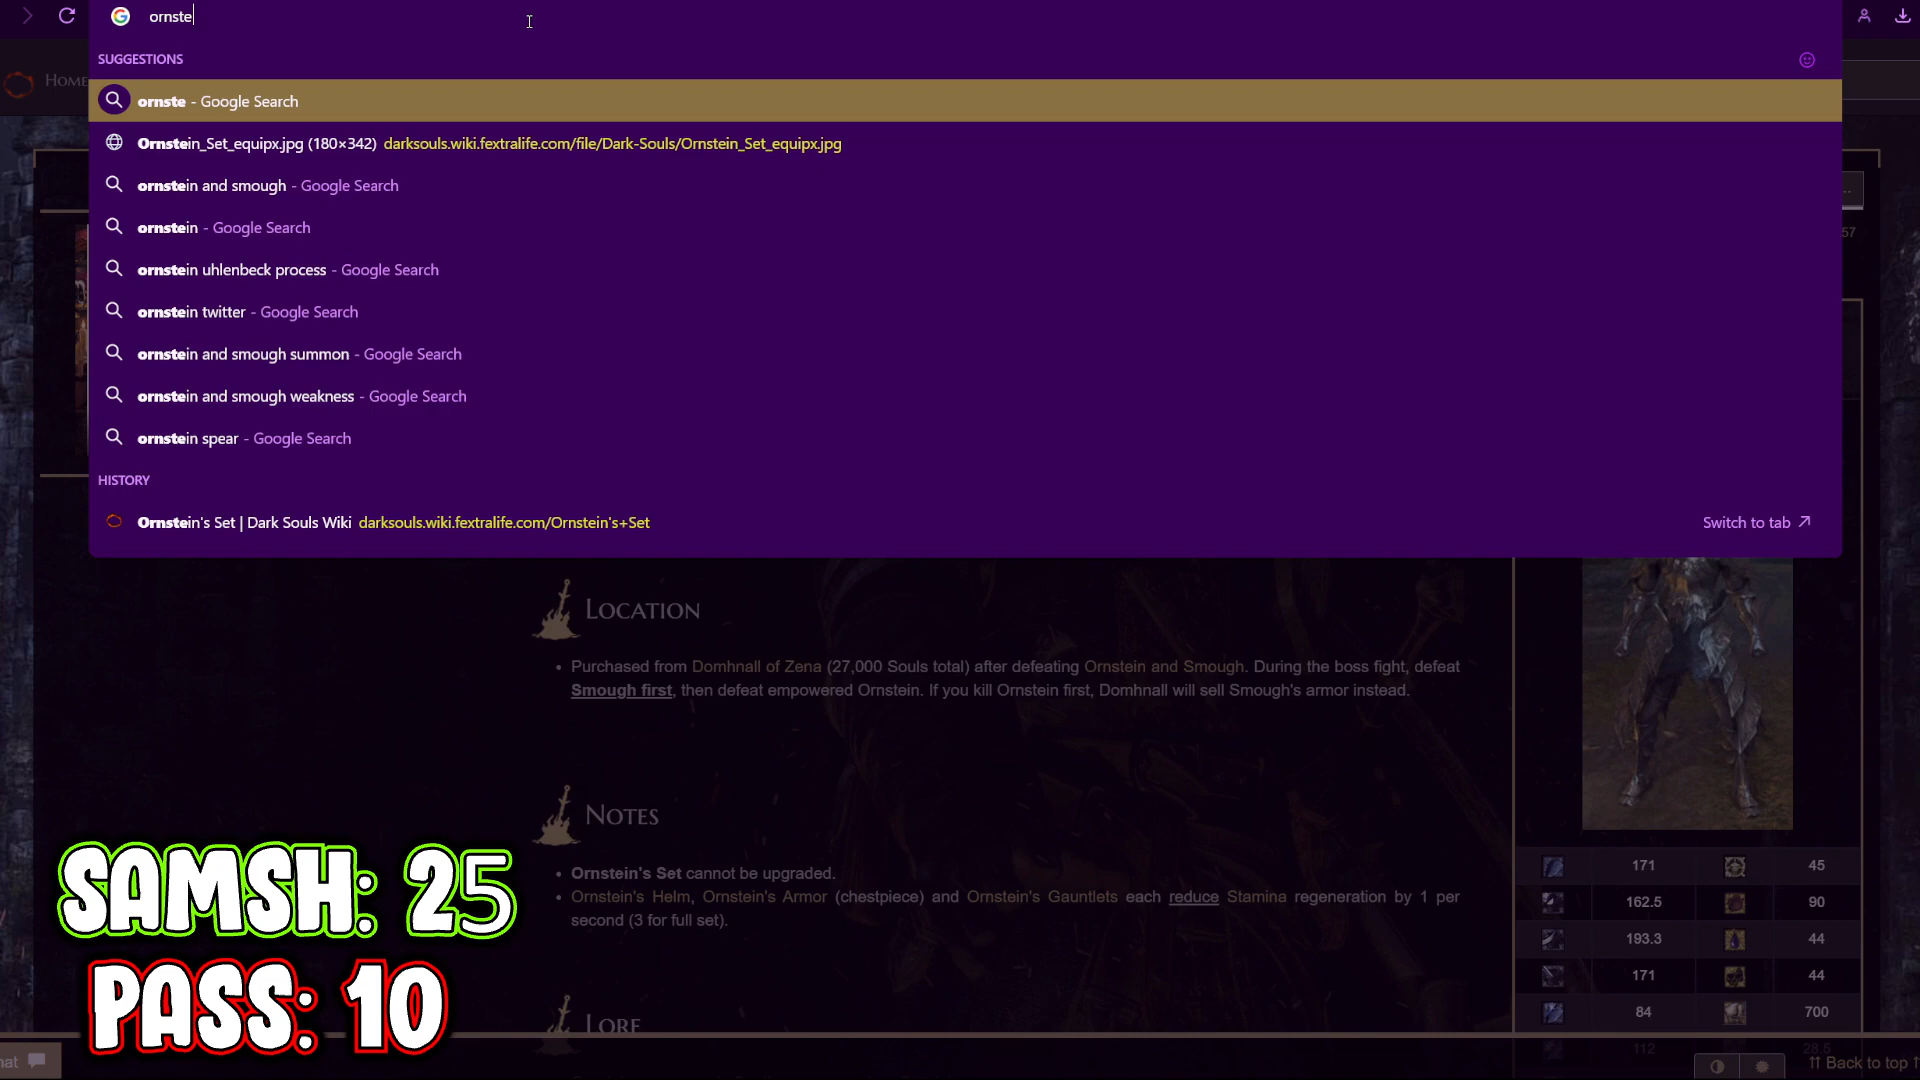 ornste
SUGGESTIONS
HOME
ornste - Google Search
Ornstein_Set_equipx.jpg (180×342) darksouls.wiki.fextralife.com/file/Dark-Souls/Ornstein_Set_equipx.jpg
ornstein and smough - Google Search
ornstein - Google Search
57
ornstein uhlenbeck process - Google Search
ornstein twitter - Google Search
ornstein and smough summon - Google Search
ornstein and smough weakness - Google Search
ornstein spear - Google Search
HISTORY
Ornstein's Set | Dark Souls Wiki darksouls.wiki.fextralife.com/Ornstein's+Set
Switch to tab
LOCATION
• Purchased from Domhnall of Zena (27,000 Souls total) after defeating Ornstein and Smough. During the boss fight, defeat
Smough first, then defeat empowered Ornstein. If you kill Ornstein first, Domhnall will sell Smough's armor instead.
NOTES
• Ornstein's Set cannot be upgraded.
• Ornstein's Helm, Ornstein's Armor (chestpiece) and Ornstein's Gauntlets each reduce Stamina regeneration by 1 per
second (3 for full set).
LORE
171 45
162.5 90
193.3 44
171 44
84 700
112 28.5
SAMSH: 25
PASS: 10
hat
Back to top